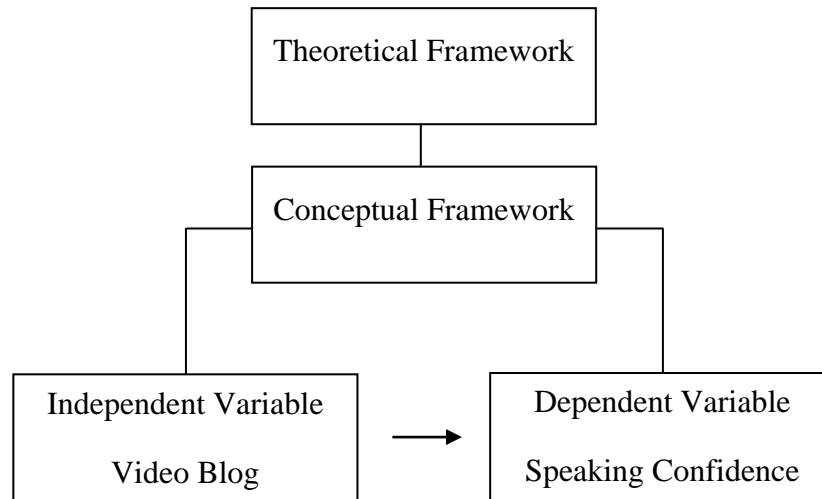 Theoretical Framework
Conceptual Framework
Independent Variable
Video Blog
Dependent Variable
Speaking Confidence